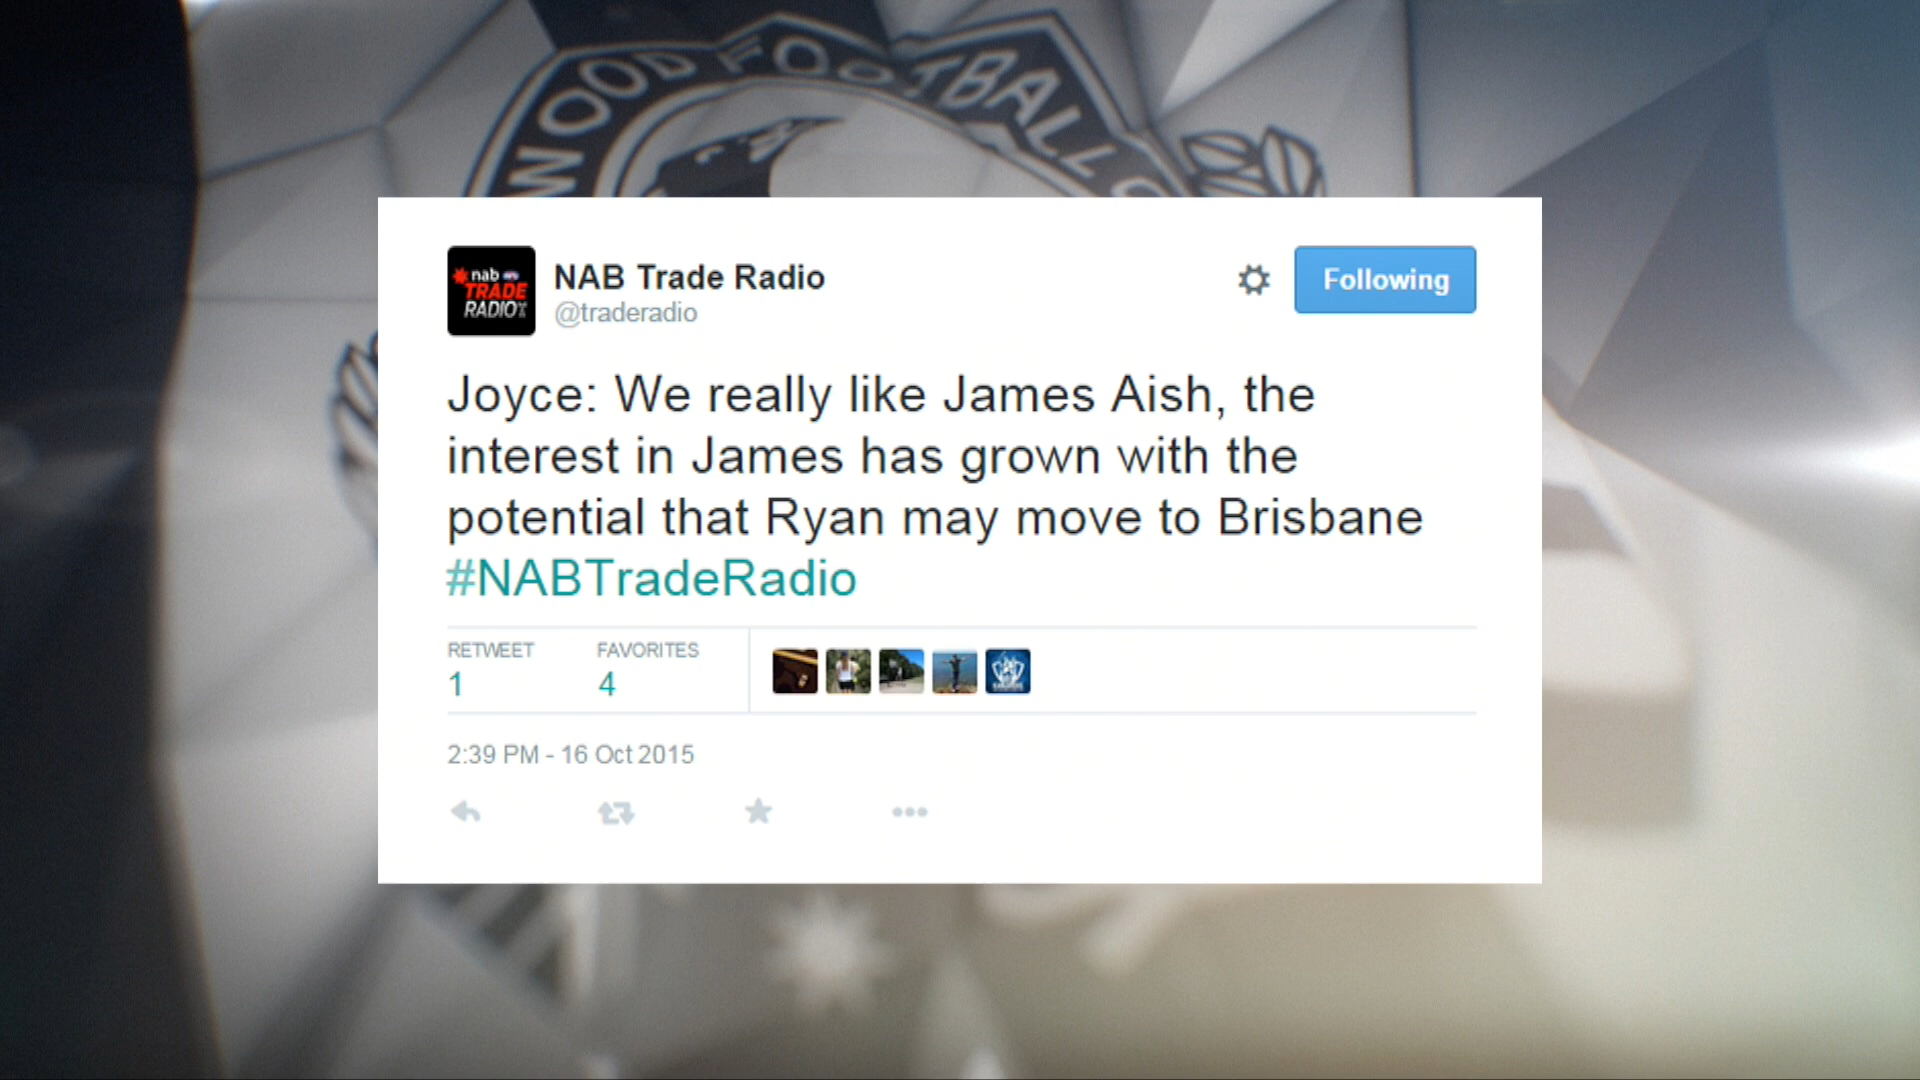 WOOD FOOTBALL C
nab AFL
TRADE
RADIO
NAB Trade Radio
@traderadio
Following
Joyce: We really like James Aish, the
interest in James has grown with the
potential that Ryan may move to Brisbane
#NABTradeRadio
RETWEET FAVORITES
1 4
2:39 PM - 16 Oct 2015